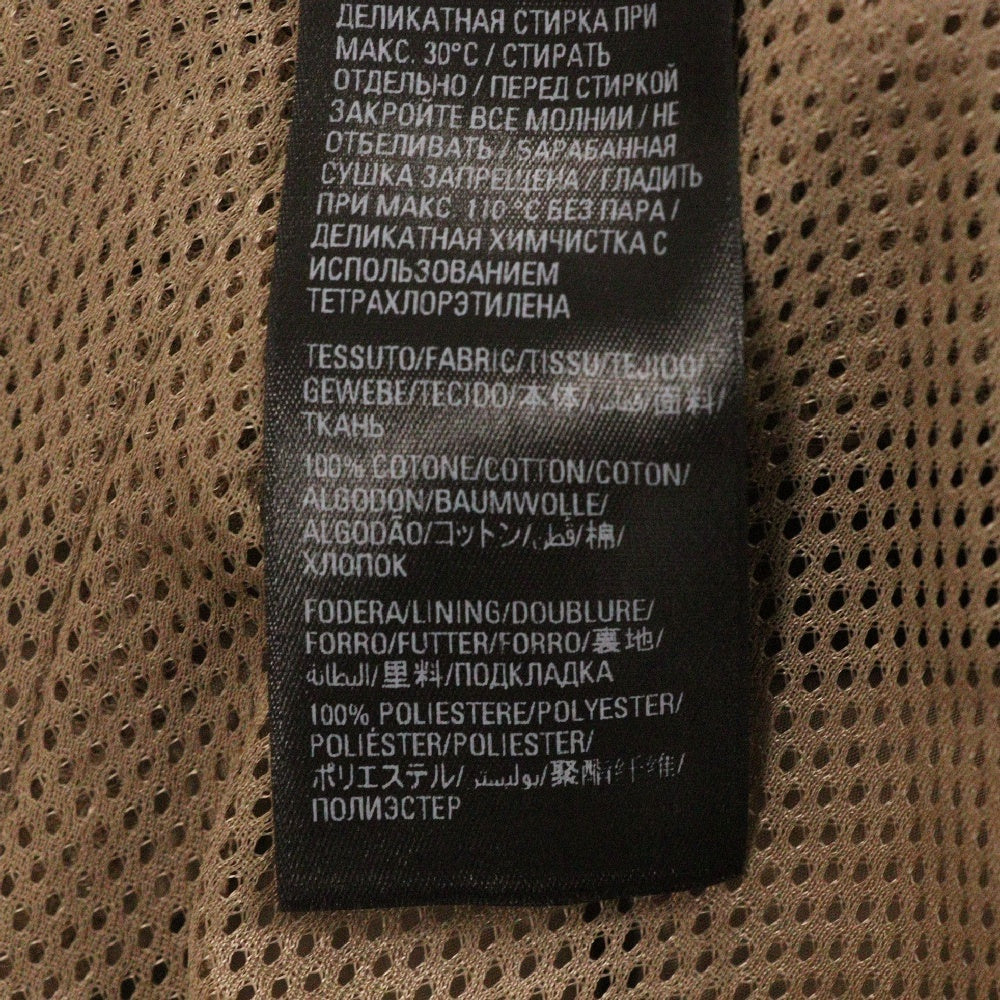 ДЕЛИКАТНАЯ СТИРКА ПРИ
МАКС. 30°C / СТИРАТЬ
ОТДЕЛЬНО / ПЕРЕД СТИРКОЙ
ЗАКРОЙТЕ ВСЕ МОЛНИИ / НЕ
ОТБЕЛИВАТЬ / БАРАБАННАЯ
СУШКА ЗАПРЕЩЕНА / ГЛАДИТЬ
ПРИ МАКС. 110 °C БЕЗ ПАРА /
ДЕЛИКАТНАЯ ХИМЧИСТКА С
ИСПОЛЬЗОВАНИЕМ
ТЕТРАХЛОРЭТИЛЕНА
TESSUTO/FABRIC/TISSU/TEJIDO/
GEWEBE/TECIDO/本体/قماش/面料/
ТКАНЬ
100% COTONE/COTTON/COTON/
ALGODON/BAUMWOLLE/
ALGODÃO/コットン/قطن/棉/
ХЛОПОК
FODERA/LINING/DOUBLURE/
FORRO/FUTTER/FORRO/裏地/
البطانة/里料/ПОДКЛАДКА
100% POLIESTERE/POLYESTER/
POLIÉSTER/POLIESTER/
ポリエステル/بوليستر/聚酯纤维/
ПОЛИЭСТЕР